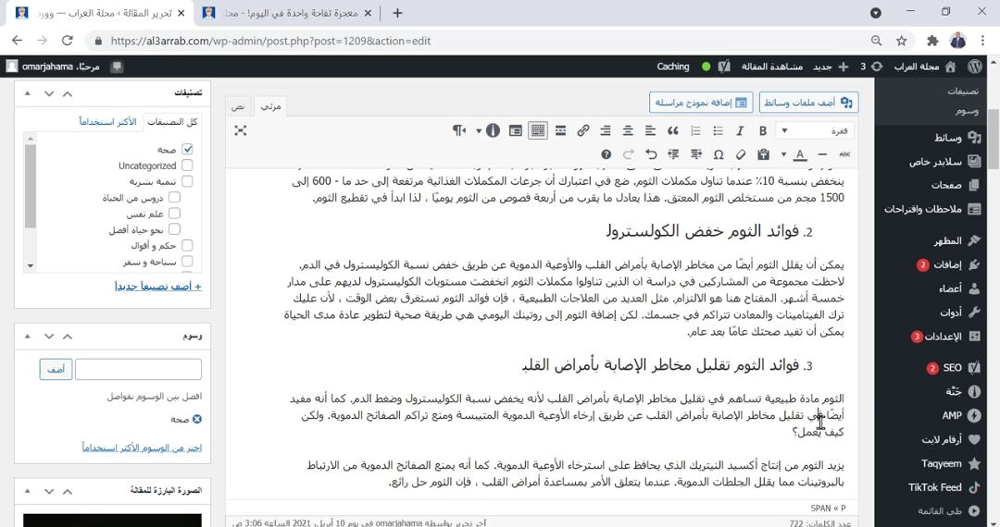 تحرير المقالة ‹ مجلة العراب — وورد
معجزة تفاحة واحدة في اليوم! - مجلة
https://al3arrab.com/wp-admin/post.php?post=1209&action=edit
مجلة العراب
3
جديد
مشاهدة المقالة
Caching
مرحبًا، omarjahama
تصنيفات
وسوم
وسائط
سلايدر خاص
صفحات
ملاحظات واقتراحات
المظهر
إضافات 2
أعضاء
أدوات
الإعدادات 3
SEO 2
جَنّة
AMP
أرقام لايت
Taqyeem
TikTok Feed
طي القائمة
أضف ملفات وسائط
إضافة نموذج مراسلة
مرئي
نص
فقرة
B I
ABC
ينخفض بنسبة 10٪ عندما تناول مكملات الثوم. ضع في اعتبارك أن جرعات المكملات الغذائية مرتفعة إلى حد ما - 600 إلى
1500 مجم من مستخلص الثوم المعتق. هذا يعادل ما يقرب من أربعة فصوص من الثوم يوميًا ، لذا ابدأ في تقطيع الثوم.
2. فوائد الثوم خفض الكولسترول
يمكن أن يقلل الثوم أيضًا من مخاطر الإصابة بأمراض القلب والأوعية الدموية عن طريق خفض نسبة الكوليسترول في الدم.
لاحظت مجموعة من المشاركين في دراسة ان الذين تناولوا مكملات الثوم انخفضت مستويات الكوليسترول لديهم على مدار
خمسة أشهر. المفتاح هنا هو الالتزام. مثل العديد من العلاجات الطبيعية ، فإن فوائد الثوم تستغرق بعض الوقت ، لأن عليك
ترك الفيتامينات والمعادن تتراكم في جسمك. لكن إضافة الثوم إلى روتينك اليومي هي طريقة صحية لتطوير عادة مدى الحياة
يمكن أن تفيد صحتك عامًا بعد عام.
3. فوائد الثوم تقليل مخاطر الإصابة بأمراض القلب
الثوم مادة طبيعية تساهم في تقليل مخاطر الإصابة بأمراض القلب لأنه يخفض نسبة الكوليسترول وضغط الدم. كما أنه مفيد
أيضًا في تقليل مخاطر الإصابة بأمراض القلب عن طريق إرخاء الأوعية الدموية المتيبسة ومنع تراكم الصفائح الدموية. ولكن
كيف يعمل؟
يزيد الثوم من إنتاج أكسيد النيتريك الذي يحافظ على استرخاء الأوعية الدموية. كما أنه يمنع الصفائح الدموية من الارتباط
بالبروتينات مما يقلل الجلطات الدموية. عندما يتعلق الأمر بمساعدة أمراض القلب ، فإن الثوم حل رائع.
SPAN « P
عدد الكلمات: 722
آخر تحرير بواسطة omarjahama في يوم 10 أبريل، 2021 الساعة 3:06 ص
تصنيفات
كل التصنيفات
الأكثر استخداماً
صحة
Uncategorized
تنمية بشرية
دروس من الحياة
علم نفس
نحو حياة أفضل
حكم و أقوال
سياحة و سفر
+ أضف تصنيفاً جديداً
وسوم
أضف
افصل بين الوسوم بفواصل
صحة
اختر من الوسوم الأكثر استخداماً
الصورة البارزة للمقالة